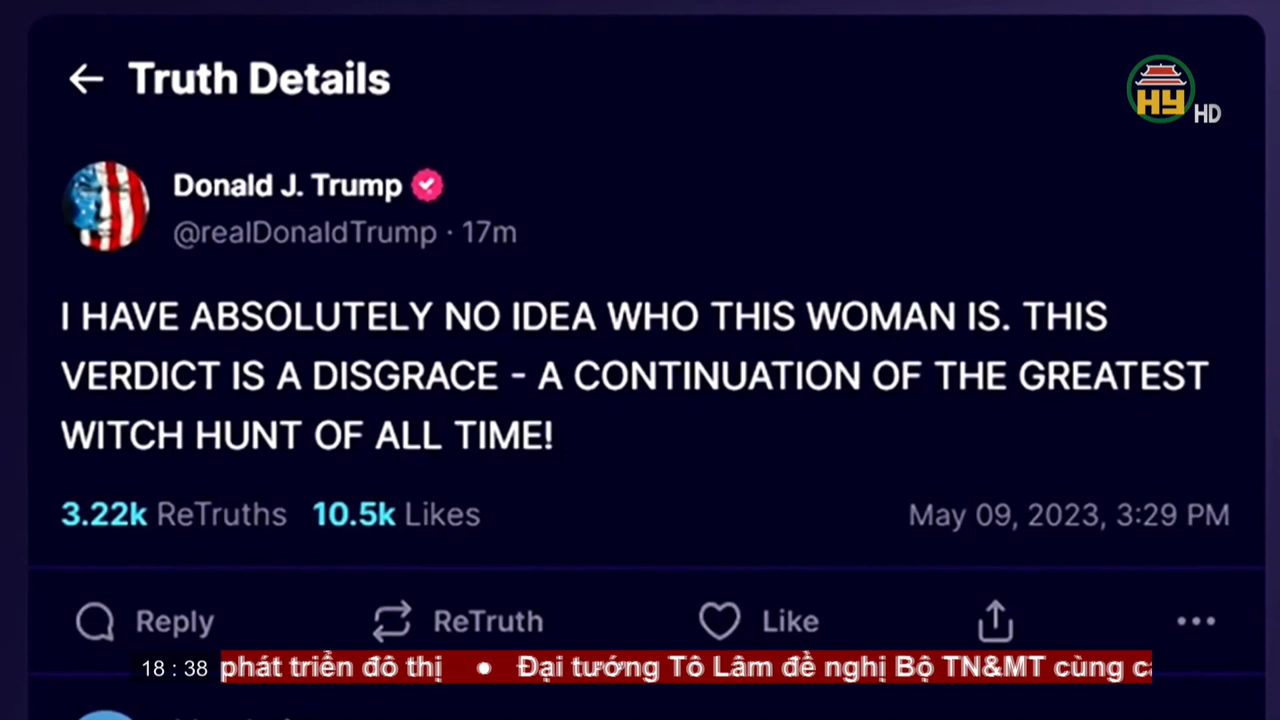 Truth Details
HY HD
Donald J. Trump
@realDonaldTrump · 17m
I HAVE ABSOLUTELY NO IDEA WHO THIS WOMAN IS. THIS
VERDICT IS A DISGRACE - A CONTINUATION OF THE GREATEST
WITCH HUNT OF ALL TIME!
3.22k ReTruths 10.5k Likes
May 09, 2023, 3:29 PM
Reply ReTruth Like
18 : 38 phát triển đô thị • Đại tướng Tô Lâm đề nghị Bộ TN&MT cùng